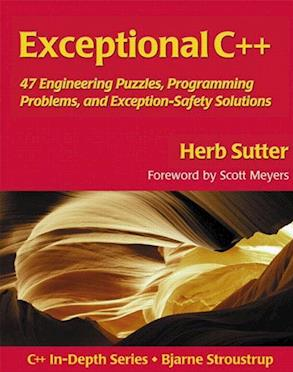 Exceptional C++
47 Engineering Puzzles, Programming
Problems, and Exception-Safety Solutions
Herb Sutter
Foreword by Scott Meyers
C++ In-Depth Series • Bjarne Stroustrup